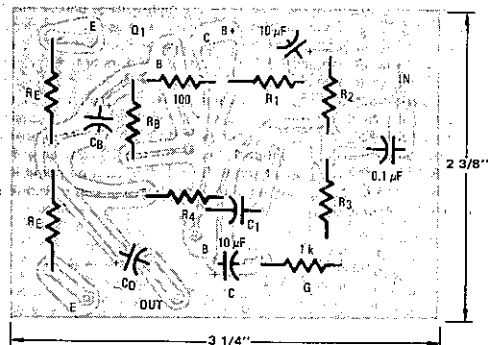 E Q1 B C B+ 10 µF +
RE 100 R1 R2 IN
CB + RB
0.1 µF
2 3/8"
RE R4 C1 R3
B 10 µF 1 k
CO + C G
E OUT
3 1/4"